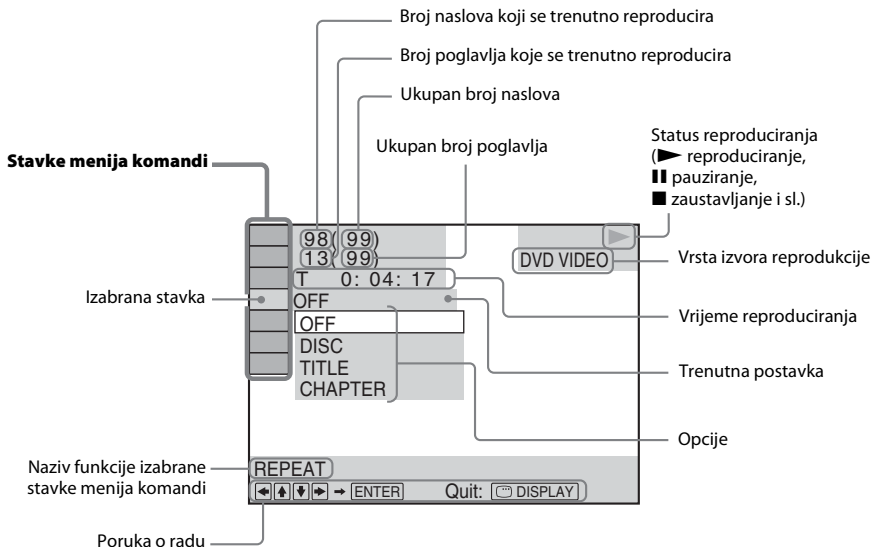 Broj naslova koji se trenutno reproducira
Broj poglavlja koje se trenutno reproducira
Ukupan broj naslova
Ukupan broj poglavlja
Status reproduciranja
(► reproduciranje,
❚❚ pauziranje,
■ zaustavljanje i sl.)
Stavke menija komandi
98(99)
13(99)
DVD VIDEO
Vrsta izvora reprodukcije
T 0: 04: 17
Izabrana stavka
OFF
Vrijeme reproduciranja
OFF
DISC
TITLE
CHAPTER
Trenutna postavka
Opcije
Naziv funkcije izabrane
stavke menija komandi
REPEAT
← ↑ ↓ → → ENTER Quit: DISPLAY
Poruka o radu